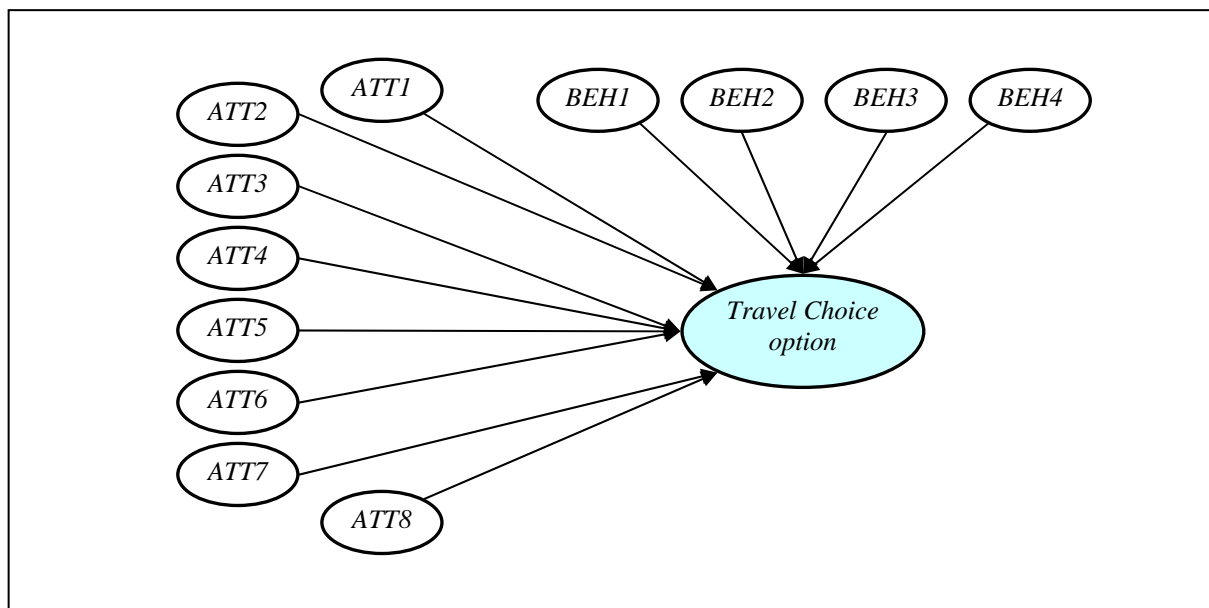 ATT1
BEH1
BEH2
BEH3
BEH4
ATT2
ATT3
ATT4
ATT5
ATT6
ATT7
ATT8
Travel Choice
option